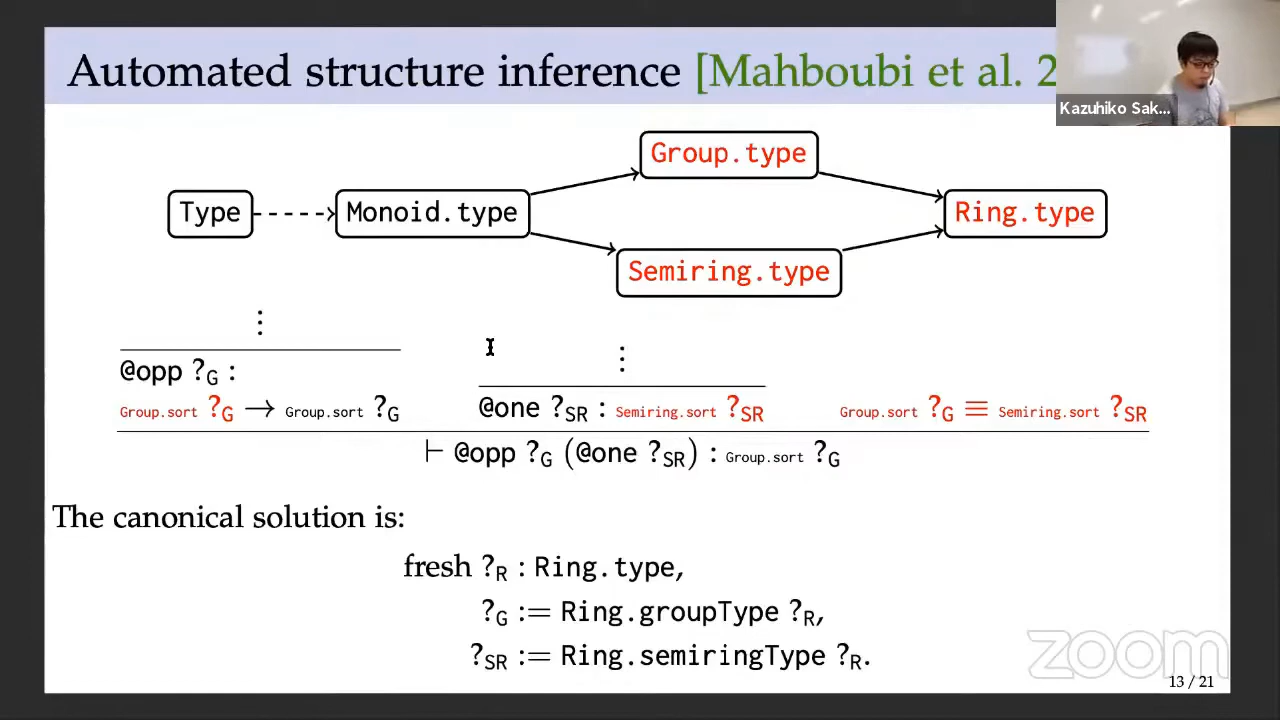 Automated structure inference [Mahboubi et al. 2
Kazuhiko Sak...
Group.type
Type
Monoid.type
Ring.type
Semiring.type
⋮
⋮
@opp ?G :
Group.sort ?G → Group.sort ?G
@one ?SR : Semiring.sort ?SR
Group.sort ?G ≡ Semiring.sort ?SR
⊢ @opp ?G (@one ?SR) : Group.sort ?G
The canonical solution is:
fresh ?R : Ring.type,
?G := Ring.groupType ?R,
?SR := Ring.semiringType ?R.
zoom
13 / 21